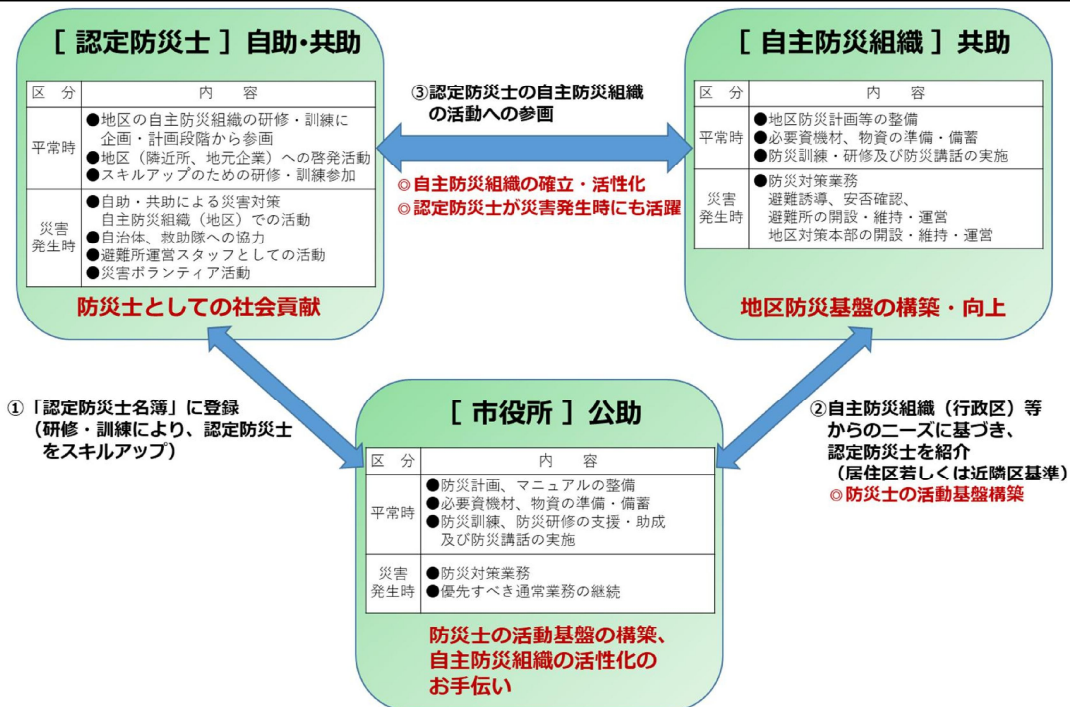 [ 認定防災士 ] 自助・共助
区　分　内　　容
平常時
●地区の自主防災組織の研修・訓練に
企画・計画段階から参画
●地区（隣近所、地元企業）への啓発活動
●スキルアップのための研修・訓練参加
災害
発生時
●自助・共助による災害対策
自主防災組織（地区）での活動
●自治体、救助隊への協力
●避難所運営スタッフとしての活動
●災害ボランティア活動
防災士としての社会貢献
③認定防災士の自主防災組織
の活動への参画
◎自主防災組織の確立・活性化
◎認定防災士が災害発生時にも活躍
[ 自主防災組織 ] 共助
区　分　内　　容
平常時
●地区防災計画等の整備
●必要資機材、物資の準備・備蓄
●防災訓練・研修及び防災講話の実施
災害
発生時
●防災対策業務
避難誘導、安否確認、
避難所の開設・維持・運営
地区対策本部の開設・維持・運営
地区防災基盤の構築・向上
①「認定防災士名簿」に登録
（研修・訓練により、認定防災士
をスキルアップ）
[ 市役所 ] 公助
区　分　内　　容
平常時
●防災計画、マニュアルの整備
●必要資機材、物資の準備・備蓄
●防災訓練、防災研修の支援・助成
及び防災講話の実施
災害
発生時
●防災対策業務
●優先すべき通常業務の継続
防災士の活動基盤の構築、
自主防災組織の活性化の
お手伝い
②自主防災組織（行政区）等
からのニーズに基づき、
認定防災士を紹介
（居住区若しくは近隣区基準）
◎防災士の活動基盤構築